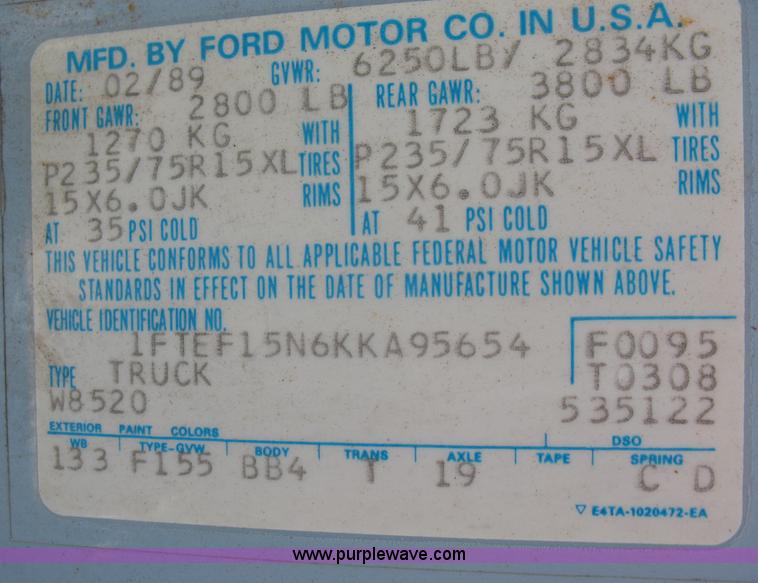 MFD. BY FORD MOTOR CO. IN U.S.A.
DATE: 02/89 GVWR: 6250LB/ 2834KG
FRONT GAWR: 2800 LB REAR GAWR: 3800 LB
1270 KG WITH 1723 KG WITH
P235/75R15XL TIRES P235/75R15XL TIRES
15X6.0JK RIMS 15X6.0JK RIMS
AT 35 PSI COLD AT 41 PSI COLD
THIS VEHICLE CONFORMS TO ALL APPLICABLE FEDERAL MOTOR VEHICLE SAFETY
STANDARDS IN EFFECT ON THE DATE OF MANUFACTURE SHOWN ABOVE.
VEHICLE IDENTIFICATION NO.
1FTEF15N6KKA95654 F0095
TYPE TRUCK T0308
W8520 535122
EXTERIOR PAINT COLORS DSO
WB TYPE-GVW BODY TRANS AXLE TAPE SPRING
133 F155 BB4 T 19 C D
▽ E4TA-1020472-EA
www.purplewave.com